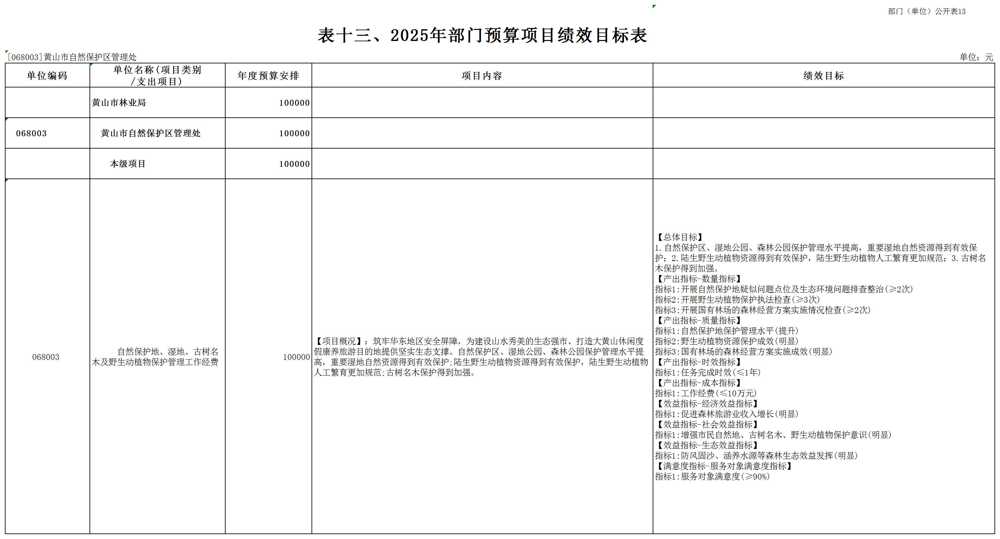 部门（单位）公开表13
表十三、2025年部门预算项目绩效目标表
[068003]黄山市自然保护区管理处
单位：元
单位编码
单位名称(项目类别
/支出项目)
年度预算安排
项目内容
绩效目标
黄山市林业局
100000
068003
黄山市自然保护区管理处
100000
本级项目
100000
068003
自然保护地、湿地、古树名
木及野生动植物保护管理工作经费
100000
【项目概况】：筑牢华东地区安全屏障，为建设山水秀美的生态强市、打造大黄山休闲度
假康养旅游目的地提供坚实生态支撑。自然保护区、湿地公园、森林公园保护管理水平提
高，重要湿地自然资源得到有效保护;陆生野生动植物资源得到有效保护，陆生野生动植物
人工繁育更加规范;古树名木保护得到加强。
【总体目标】
1.自然保护区、湿地公园、森林公园保护管理水平提高，重要湿地自然资源得到有效保
护；2.陆生野生动植物资源得到有效保护，陆生野生动植物人工繁育更加规范；3.古树名
木保护得到加强。
【产出指标-数量指标】
指标1:开展自然保护地疑似问题点位及生态环境问题排查整治(≥2次)
指标2:开展野生动植物保护执法检查(≥3次)
指标3:开展国有林场的森林经营方案实施情况检查(≥2次)
【产出指标-质量指标】
指标1:自然保护地保护管理水平(提升)
指标2:野生动植物资源保护成效(明显)
指标3:国有林场的森林经营方案实施成效(明显)
【产出指标-时效指标】
指标1:任务完成时效(≤1年)
【产出指标-成本指标】
指标1:工作经费(≤10万元)
【效益指标-经济效益指标】
指标1:促进森林旅游业收入增长(明显)
【效益指标-社会效益指标】
指标1:增强市民自然地、古树名木、野生动植物保护意识(明显)
【效益指标-生态效益指标】
指标1:防风固沙、涵养水源等森林生态效益发挥(明显)
【满意度指标-服务对象满意度指标】
指标1:服务对象满意度(≥90%)